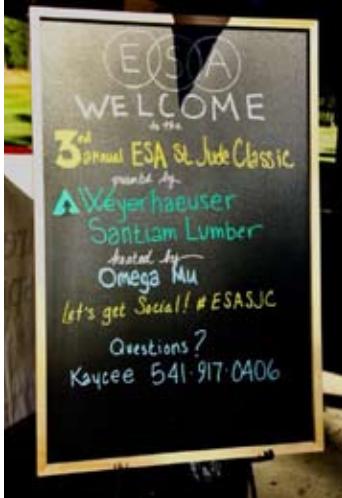 ESA
WELCOME
to the
3rd annual ESA St. Jude Classic
presented by
Weyerhaeuser
Santiam Lumber
hosted by
Omega Mu
Let's get Social! #ESASJC
Questions?
Kaycee 541·917·0406